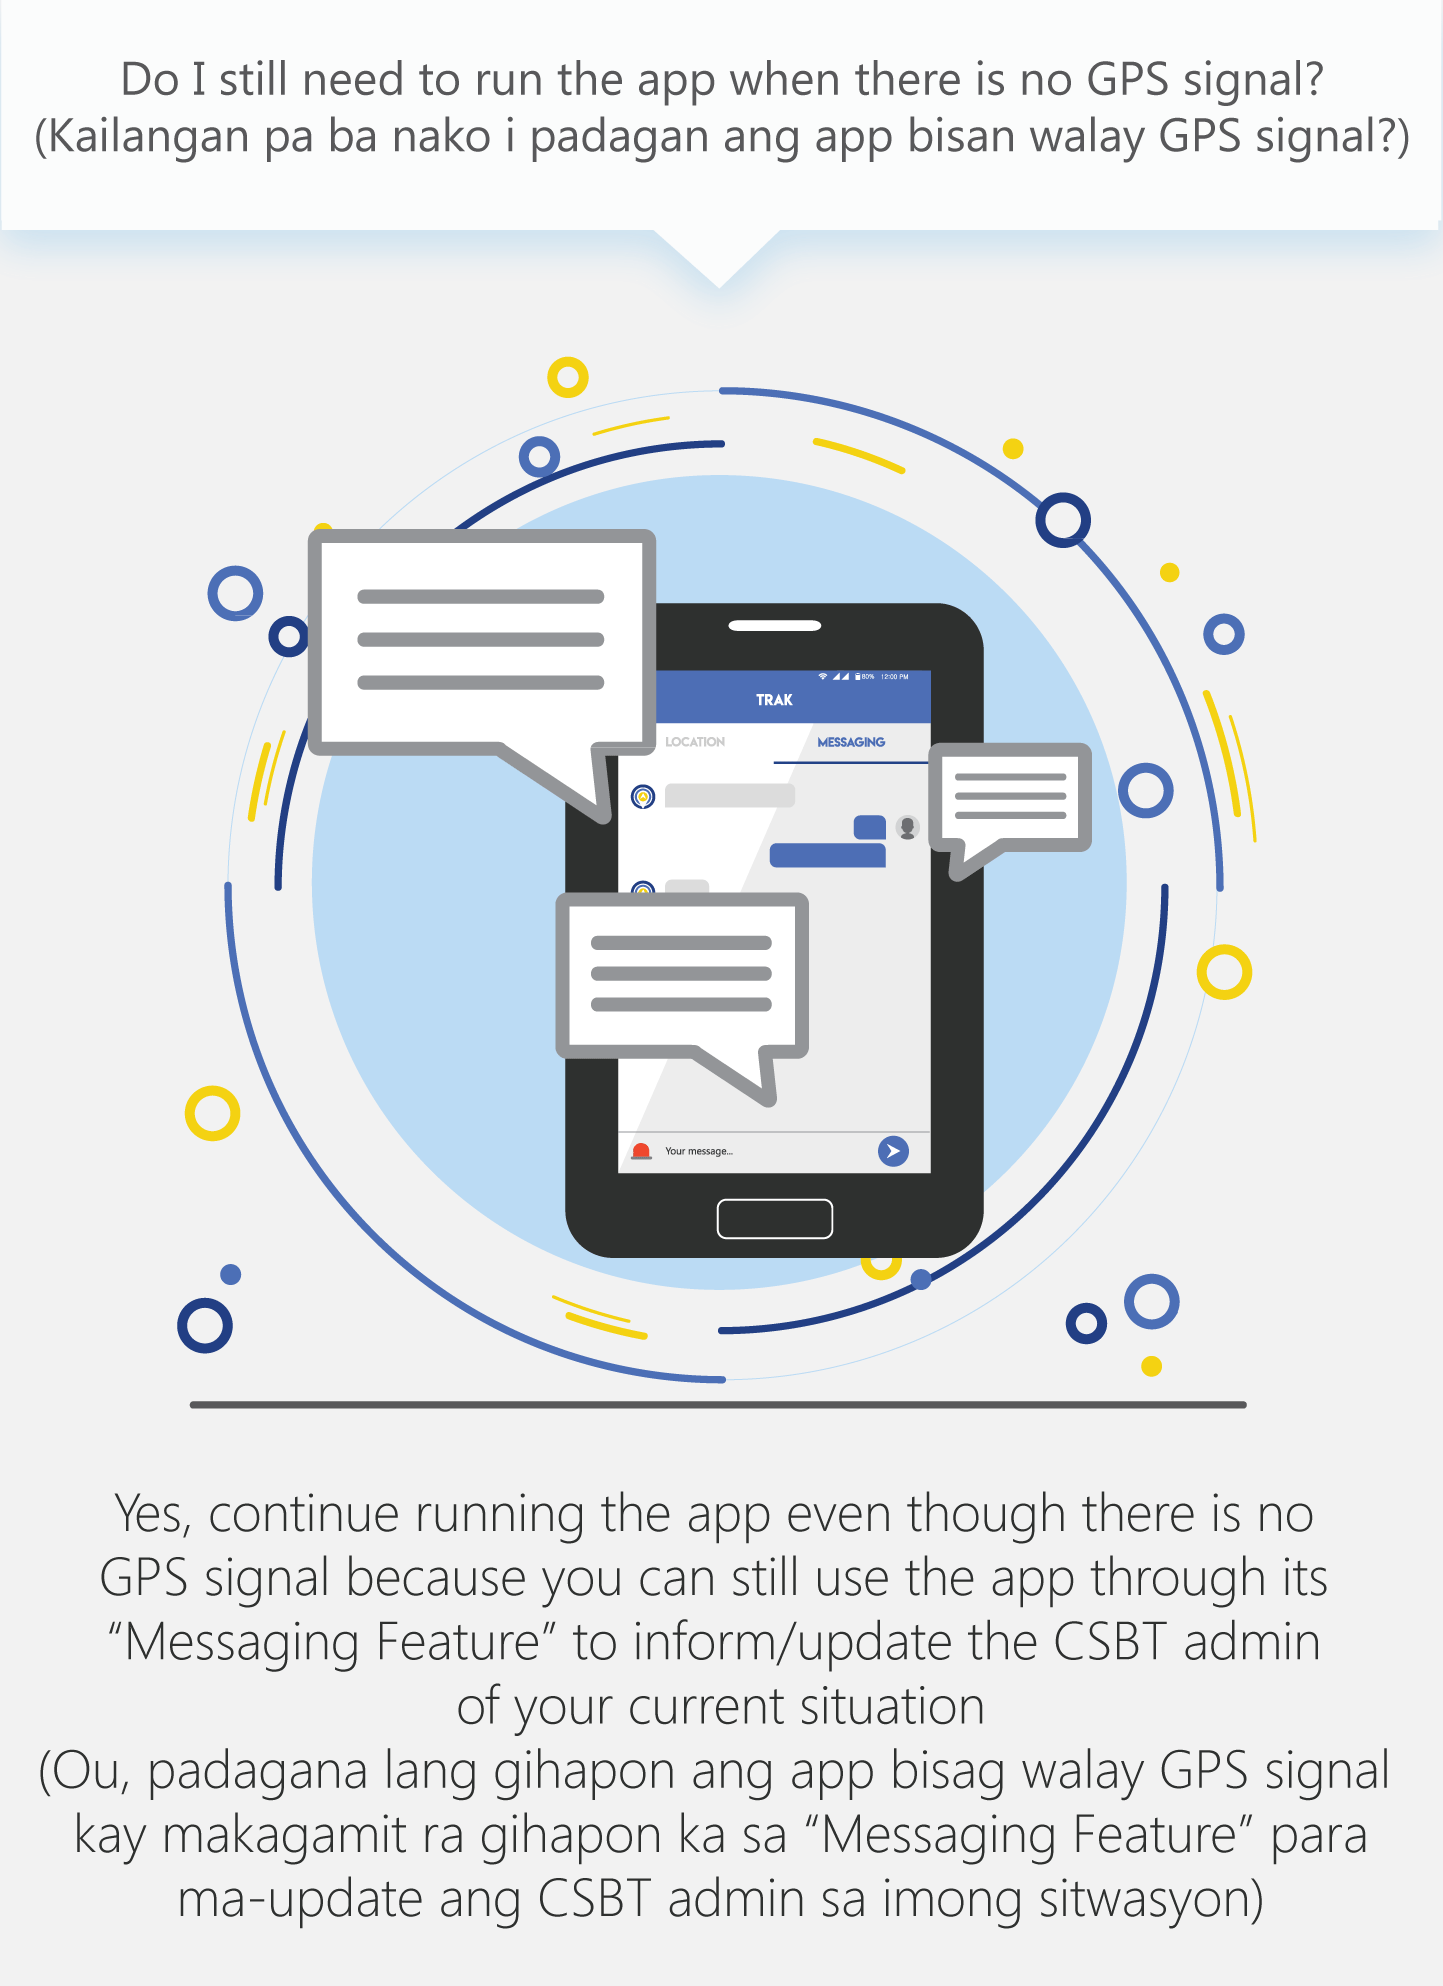 Do I still need to run the app when there is no GPS signal?
(Kailangan pa ba nako i padagan ang app bisan walay GPS signal?)
80% 12:00 PM
TRAK
LOCATION MESSAGING
Your message...
Yes, continue running the app even though there is no
GPS signal because you can still use the app through its
“Messaging Feature” to inform/update the CSBT admin
of your current situation
(Ou, padagana lang gihapon ang app bisag walay GPS signal
kay makagamit ra gihapon ka sa “Messaging Feature” para
ma-update ang CSBT admin sa imong sitwasyon)